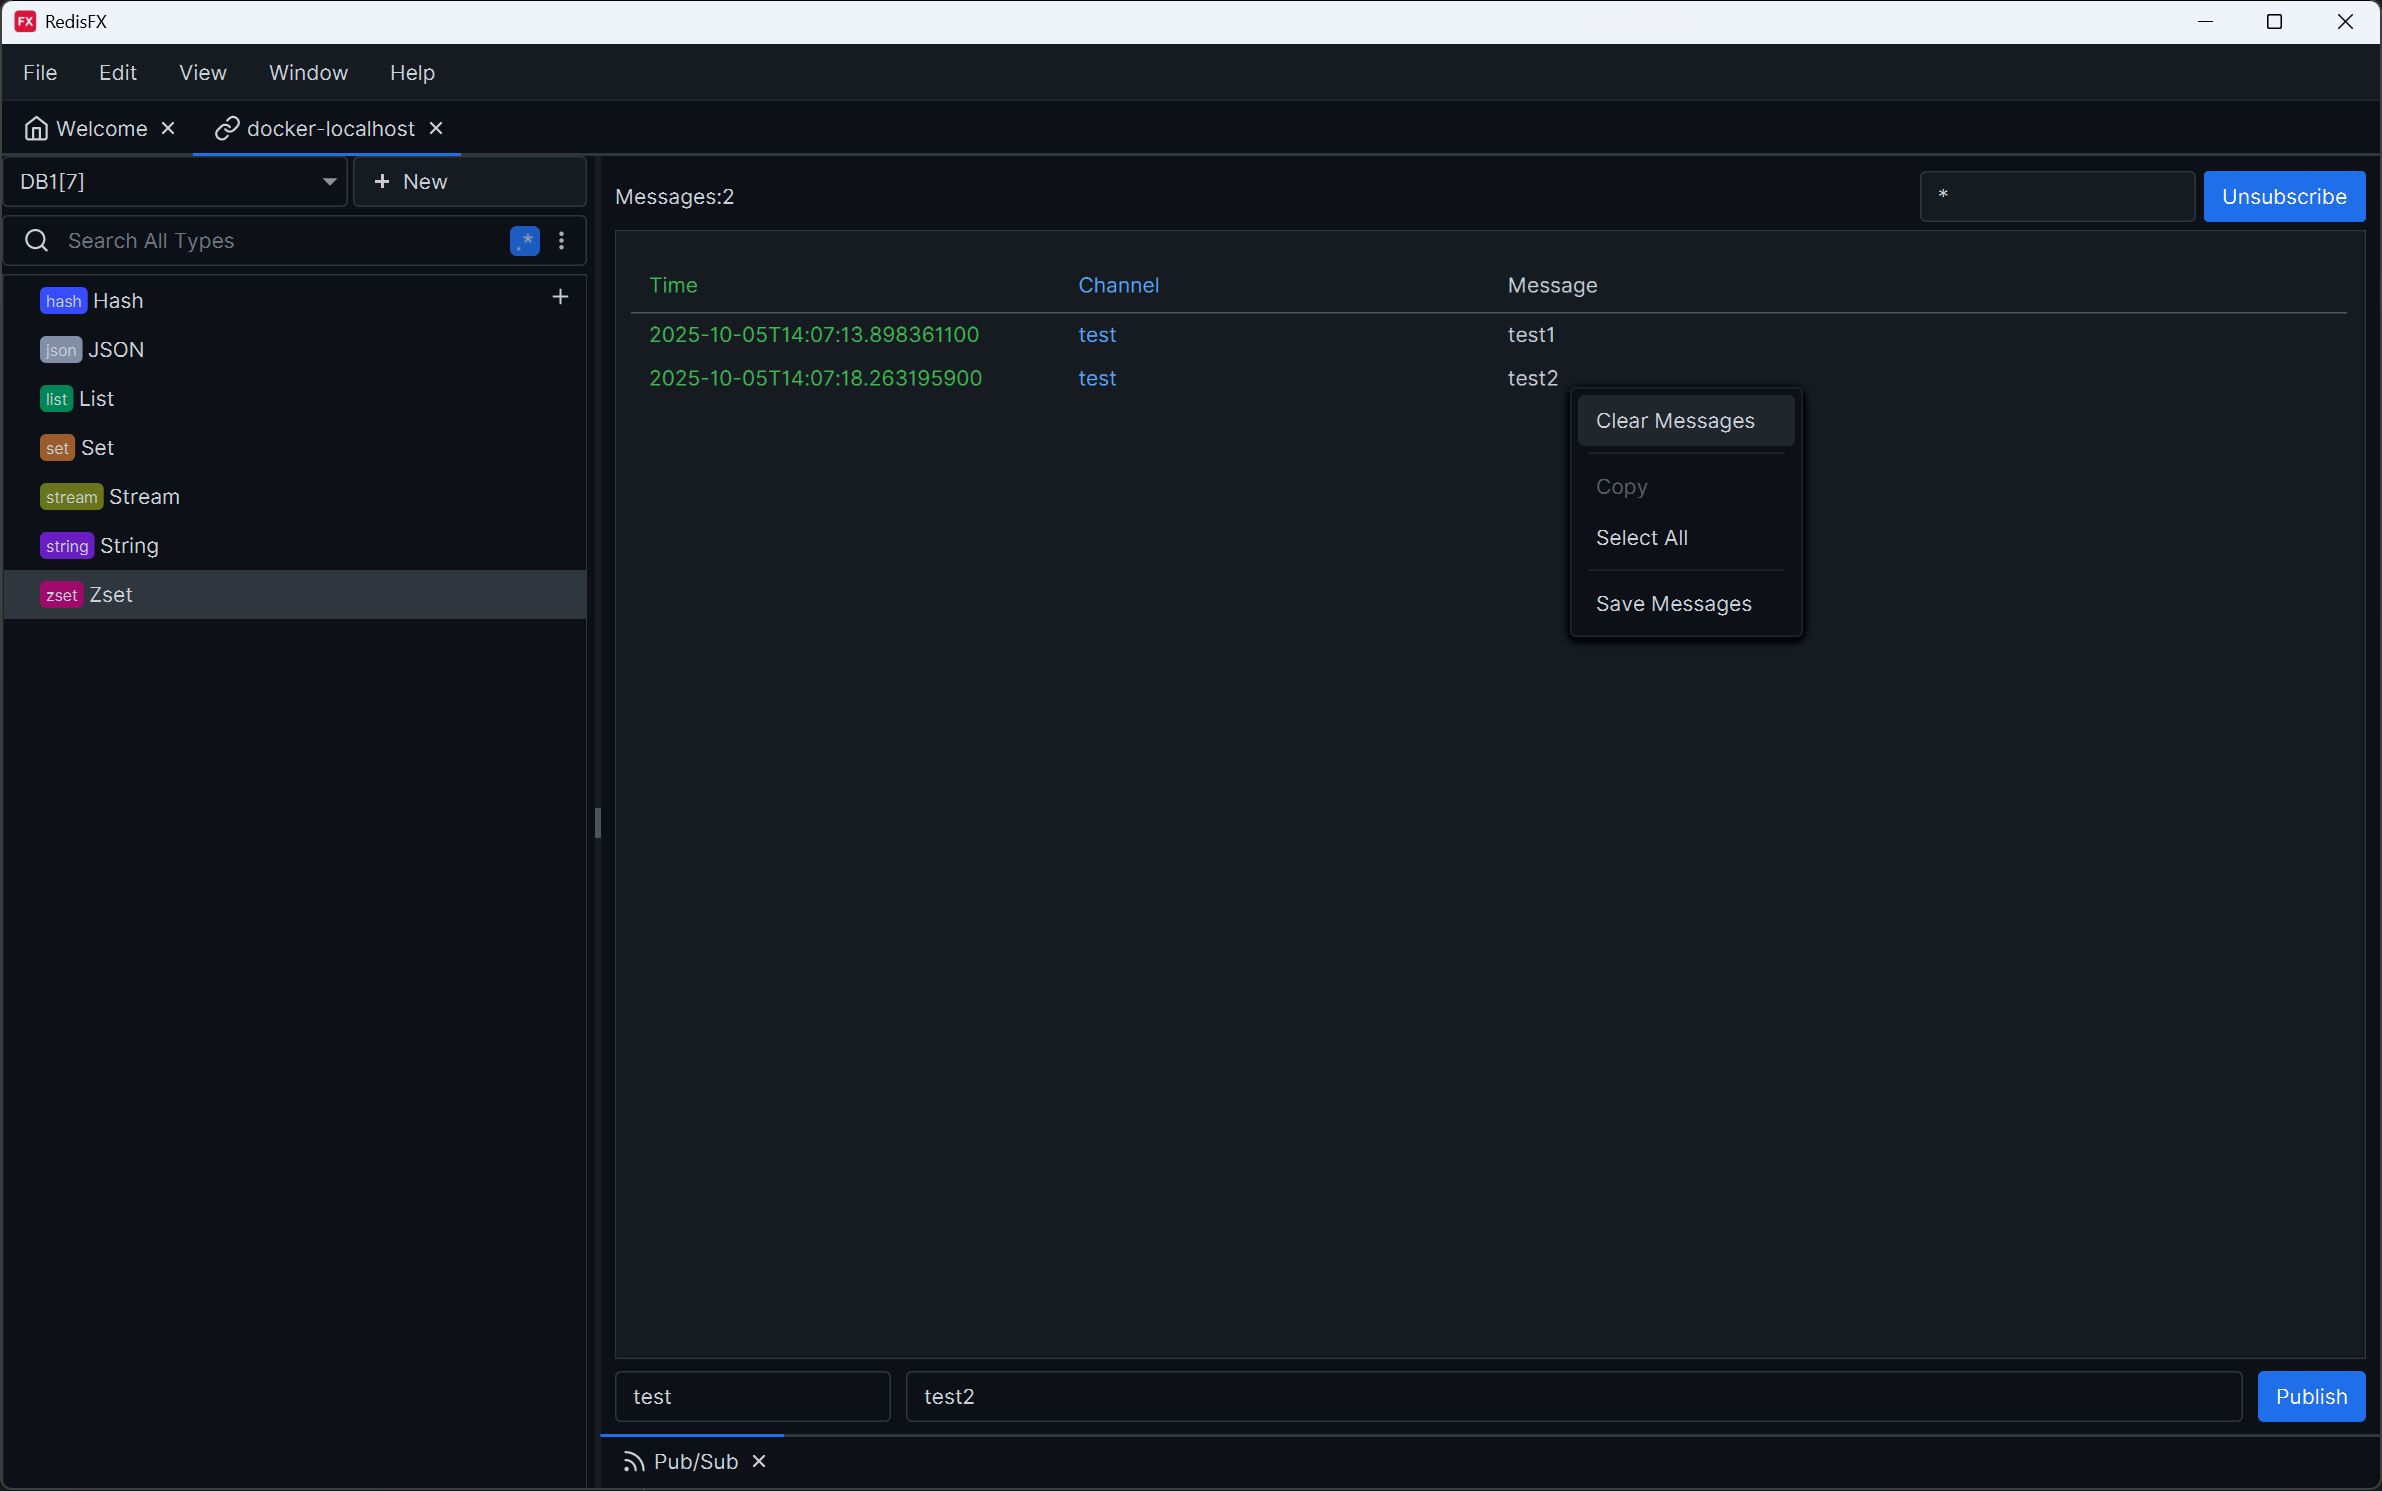 FX RedisFX
File Edit View Window Help
Welcome docker-localhost
DB1[7] + New
Search All Types .*
hash Hash
json JSON
list List
set Set
stream Stream
string String
zset Zset
Messages:2 * Unsubscribe
Time Channel Message
2025-10-05T14:07:13.898361100 test test1
2025-10-05T14:07:18.263195900 test test2
Clear Messages
Copy
Select All
Save Messages
test test2 Publish
Pub/Sub